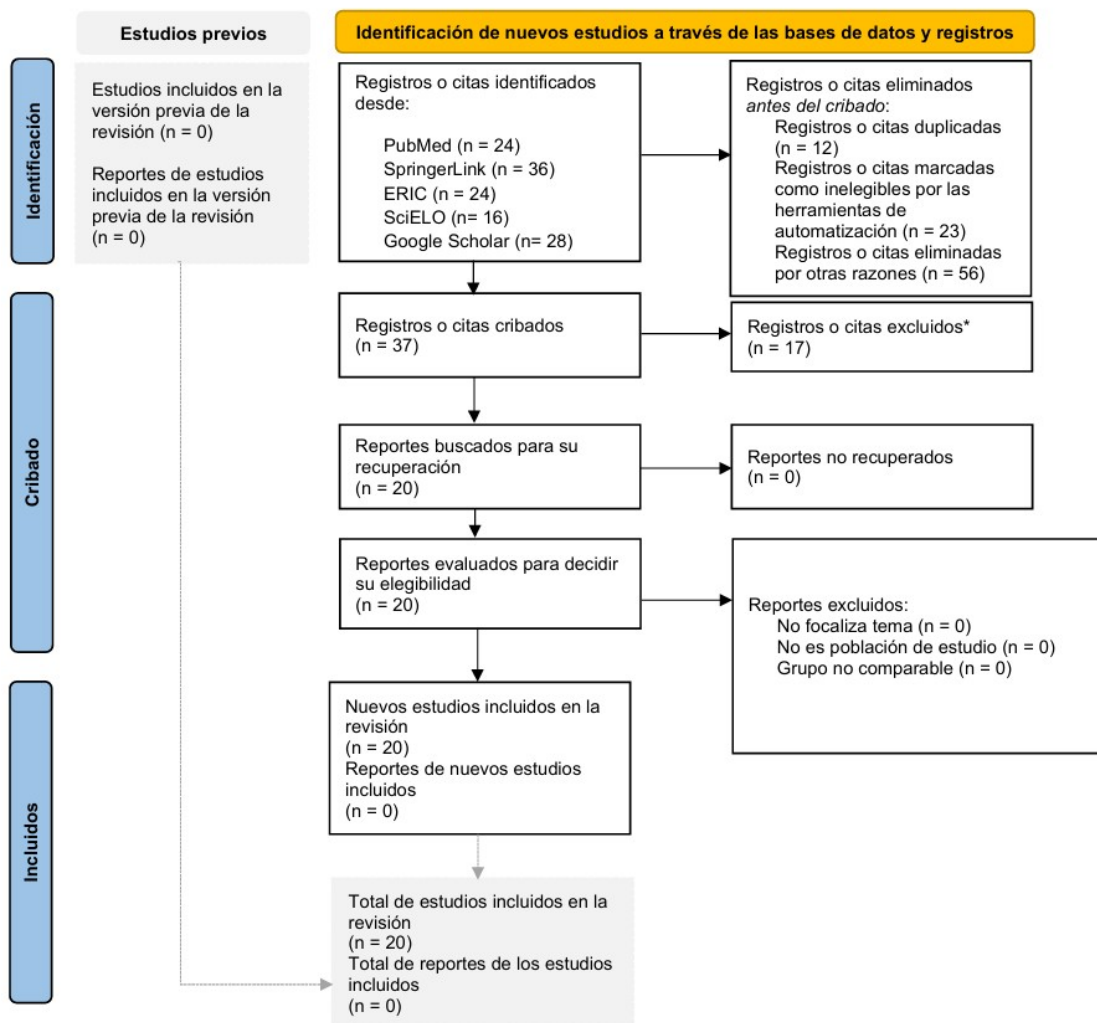 Estudios previos
Identificación de nuevos estudios a través de las bases de datos y registros
Identificación
Estudios incluidos en la
versión previa de la
revisión (n = 0)
Reportes de estudios
incluidos en la versión
previa de la revisión
(n = 0)
Registros o citas identificados
desde:
PubMed (n = 24)
SpringerLink (n = 36)
ERIC (n = 24)
SciELO (n= 16)
Google Scholar (n= 28)
Registros o citas eliminados
antes del cribado:
Registros o citas duplicadas
(n = 12)
Registros o citas marcadas
como inelegibles por las
herramientas de
automatización (n = 23)
Registros o citas eliminadas
por otras razones (n = 56)
Cribado
Registros o citas cribados
(n = 37)
Registros o citas excluidos*
(n = 17)
Reportes buscados para su
recuperación
(n = 20)
Reportes no recuperados
(n = 0)
Reportes evaluados para decidir
su elegibilidad
(n = 20)
Reportes excluidos:
No focaliza tema (n = 0)
No es población de estudio (n = 0)
Grupo no comparable (n = 0)
Incluidos
Nuevos estudios incluidos en la
revisión
(n = 20)
Reportes de nuevos estudios
incluidos
(n = 0)
Total de estudios incluidos en la
revisión
(n = 20)
Total de reportes de los estudios
incluidos
(n = 0)